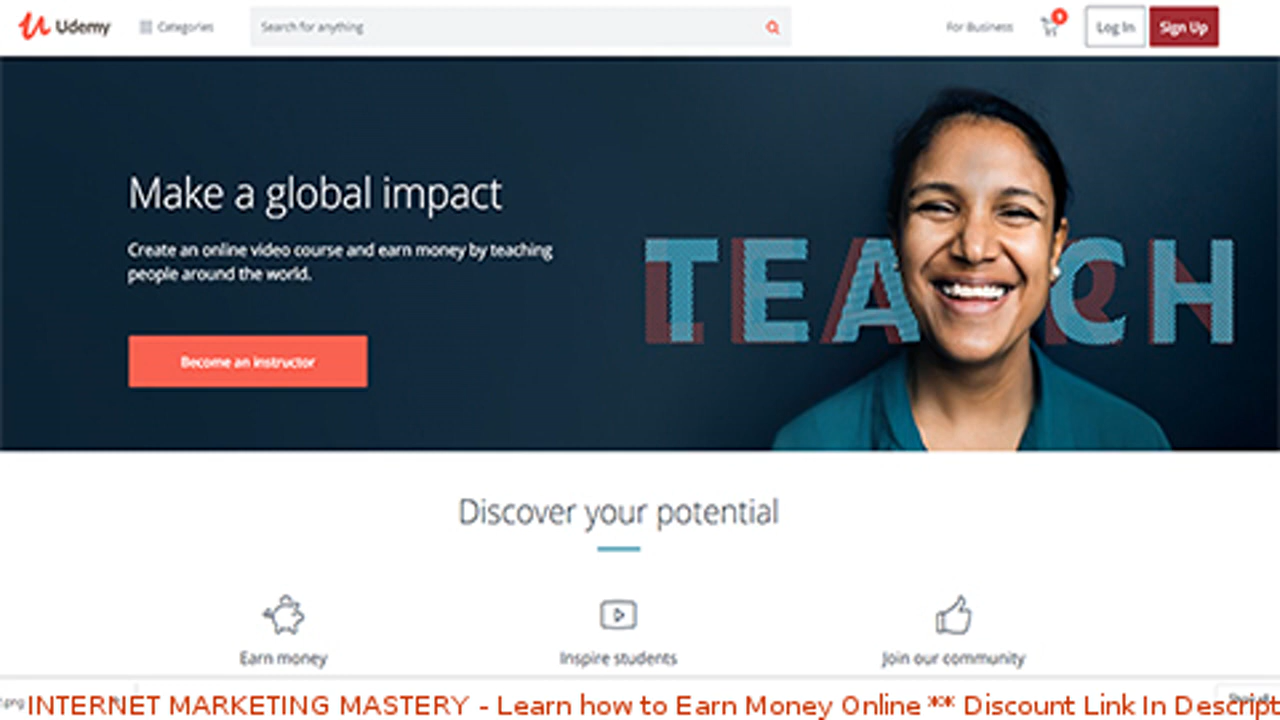 Udemy Categories Search for anything For Business Log In Sign Up
Make a global impact
Create an online video course and earn money by teaching
people around the world.
TEACH
Become an instructor
Discover your potential
Earn money Inspire students Join our community
INTERNET MARKETING MASTERY - Learn how to Earn Money Online ** Discount Link In Descript